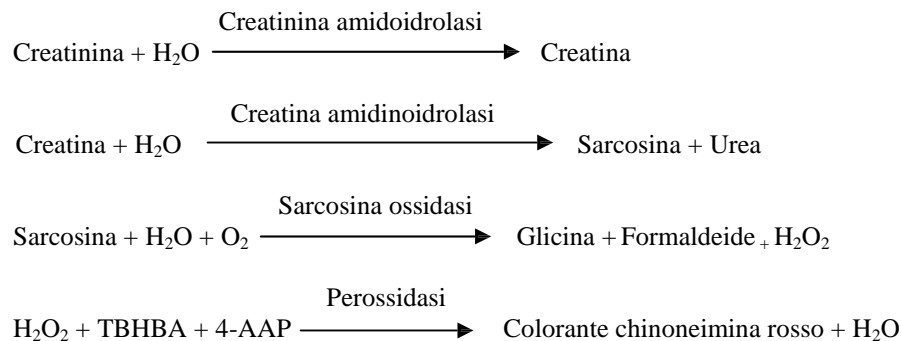 Creatinina amidoidrolasi
Creatinina + H₂O → Creatina
Creatina amidinoidrolasi
Creatina + H₂O → Sarcosina + Urea
Sarcosina ossidasi
Sarcosina + H₂O + O₂ → Glicina + Formaldeide + H₂O₂
Perossidasi
H₂O₂ + TBHBA + 4-AAP → Colorante chinoneimina rosso + H₂O